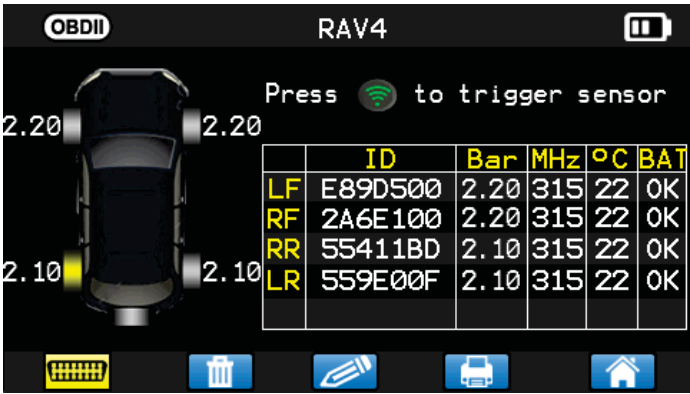 OBDII RAV4
Press to trigger sensor
2.20 2.20
ID Bar MHz ºC BAT
LF E89D500 2.20 315 22 OK
RF 2A6E100 2.20 315 22 OK
RR 55411BD 2.10 315 22 OK
2.10 2.10
LR 559E00F 2.10 315 22 OK